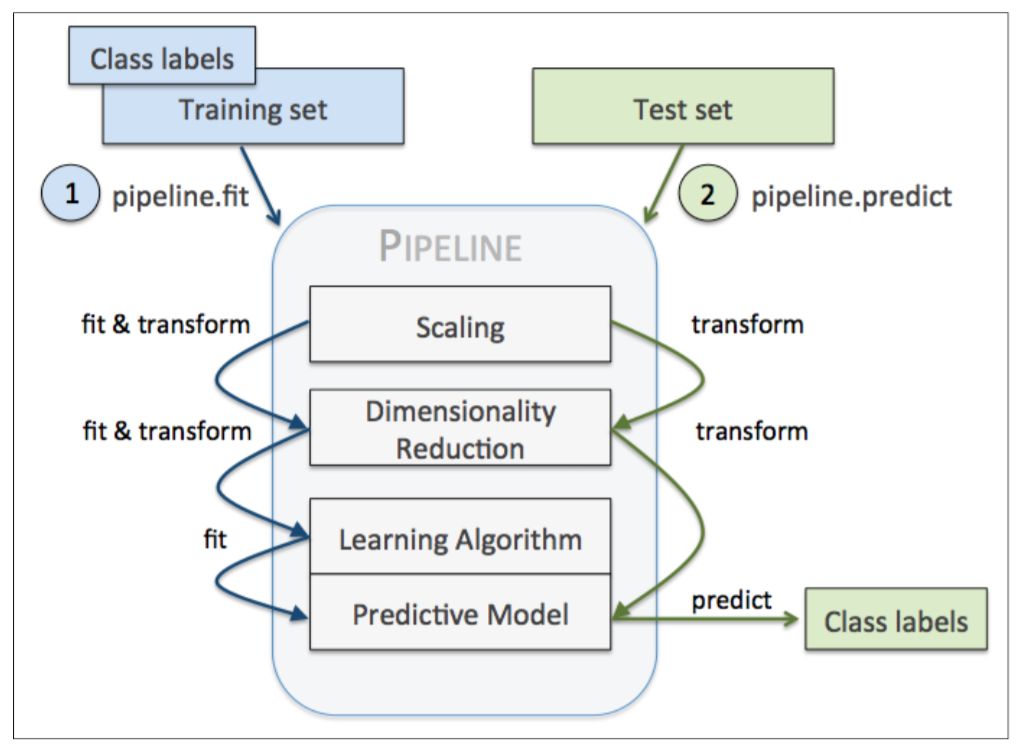 Class labels
Training set
Test set
1
pipeline.fit
2
pipeline.predict
PIPELINE
fit & transform
Scaling
transform
fit & transform
Dimensionality
Reduction
transform
fit
Learning Algorithm
Predictive Model
predict
Class labels